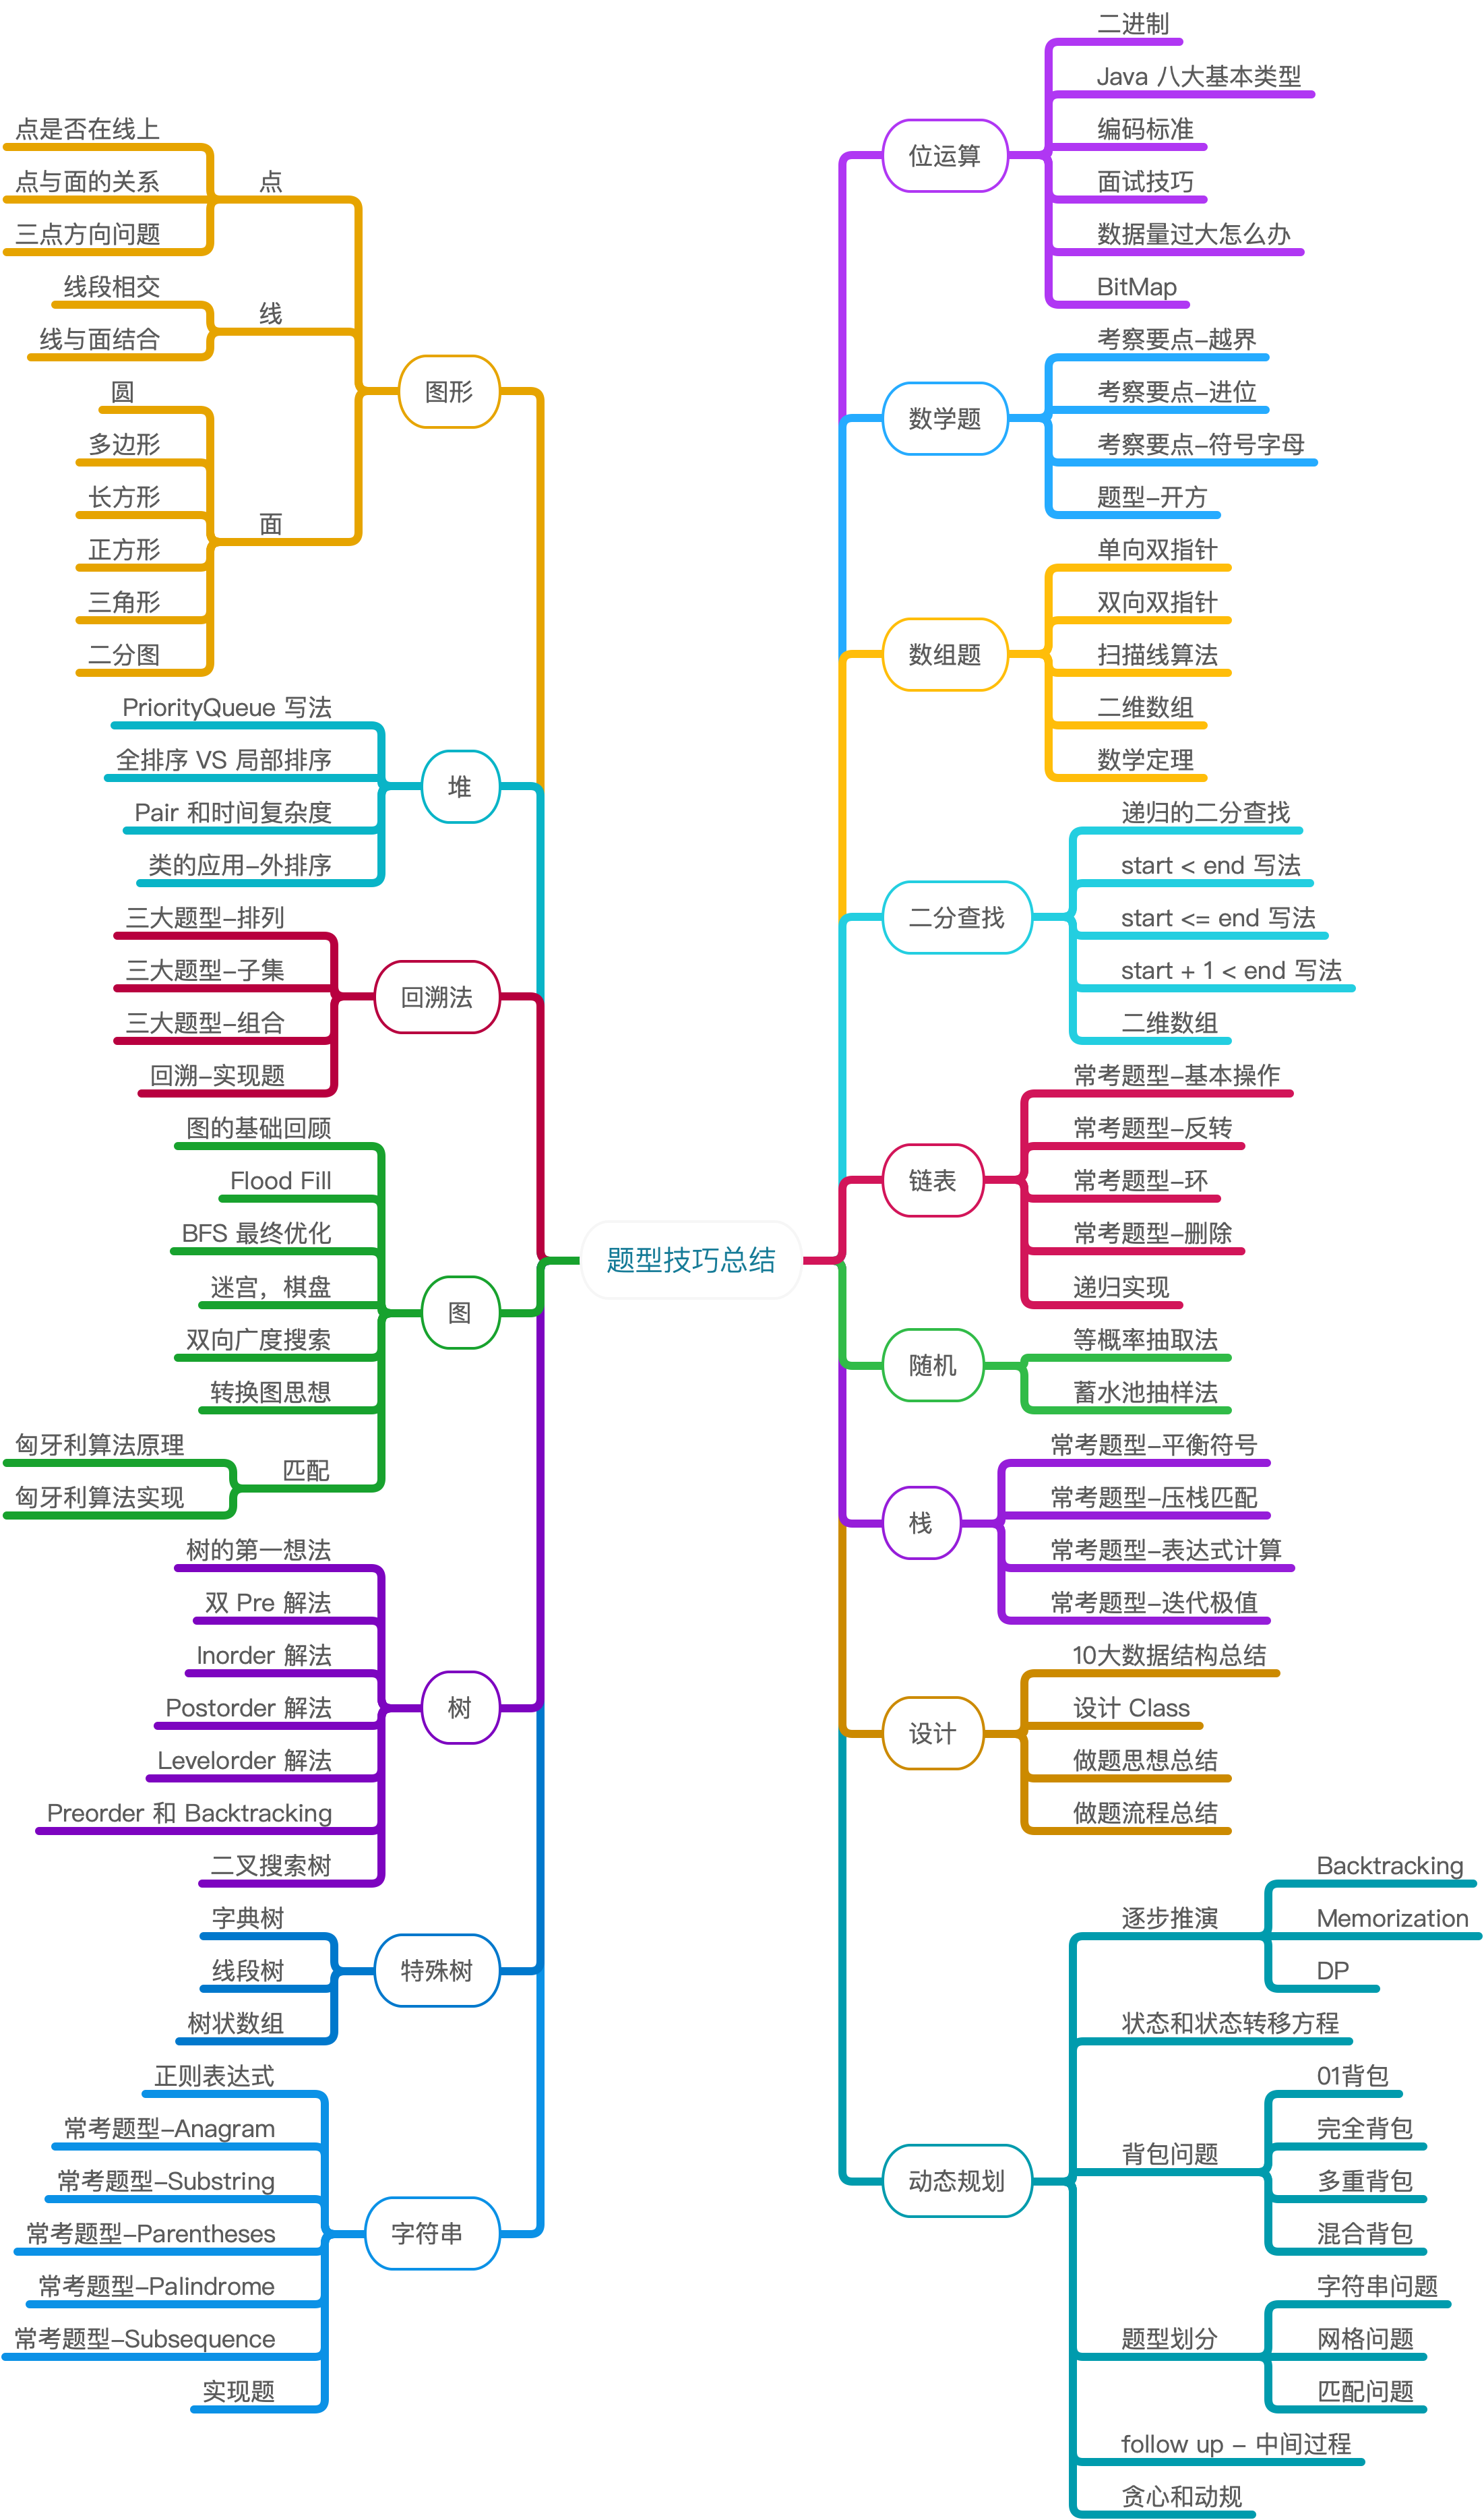 题型技巧总结
位运算
二进制
Java 八大基本类型
编码标准
面试技巧
数据量过大怎么办
BitMap
数学题
考察要点-越界
考察要点-进位
考察要点-符号字母
题型-开方
数组题
单向双指针
双向双指针
扫描线算法
二维数组
数学定理
二分查找
递归的二分查找
start < end 写法
start <= end 写法
start + 1 < end 写法
二维数组
链表
常考题型-基本操作
常考题型-反转
常考题型-环
常考题型-删除
递归实现
随机
等概率抽取法
蓄水池抽样法
栈
常考题型-平衡符号
常考题型-压栈匹配
常考题型-表达式计算
常考题型-迭代极值
设计
10大数据结构总结
设计 Class
做题思想总结
做题流程总结
动态规划
逐步推演
Backtracking
Memorization
DP
状态和状态转移方程
背包问题
01背包
完全背包
多重背包
混合背包
题型划分
字符串问题
网格问题
匹配问题
follow up - 中间过程
贪心和动规
图形
点
点是否在线上
点与面的关系
三点方向问题
线
线段相交
线与面结合
面
圆
多边形
长方形
正方形
三角形
二分图
堆
PriorityQueue 写法
全排序 VS 局部排序
Pair 和时间复杂度
类的应用-外排序
回溯法
三大题型-排列
三大题型-子集
三大题型-组合
回溯-实现题
图
图的基础回顾
Flood Fill
BFS 最终优化
迷宫，棋盘
双向广度搜索
转换图思想
匹配
匈牙利算法原理
匈牙利算法实现
树
树的第一想法
双 Pre 解法
Inorder 解法
Postorder 解法
Levelorder 解法
Preorder 和 Backtracking
二叉搜索树
特殊树
字典树
线段树
树状数组
字符串
正则表达式
常考题型-Anagram
常考题型-Substring
常考题型-Parentheses
常考题型-Palindrome
常考题型-Subsequence
实现题